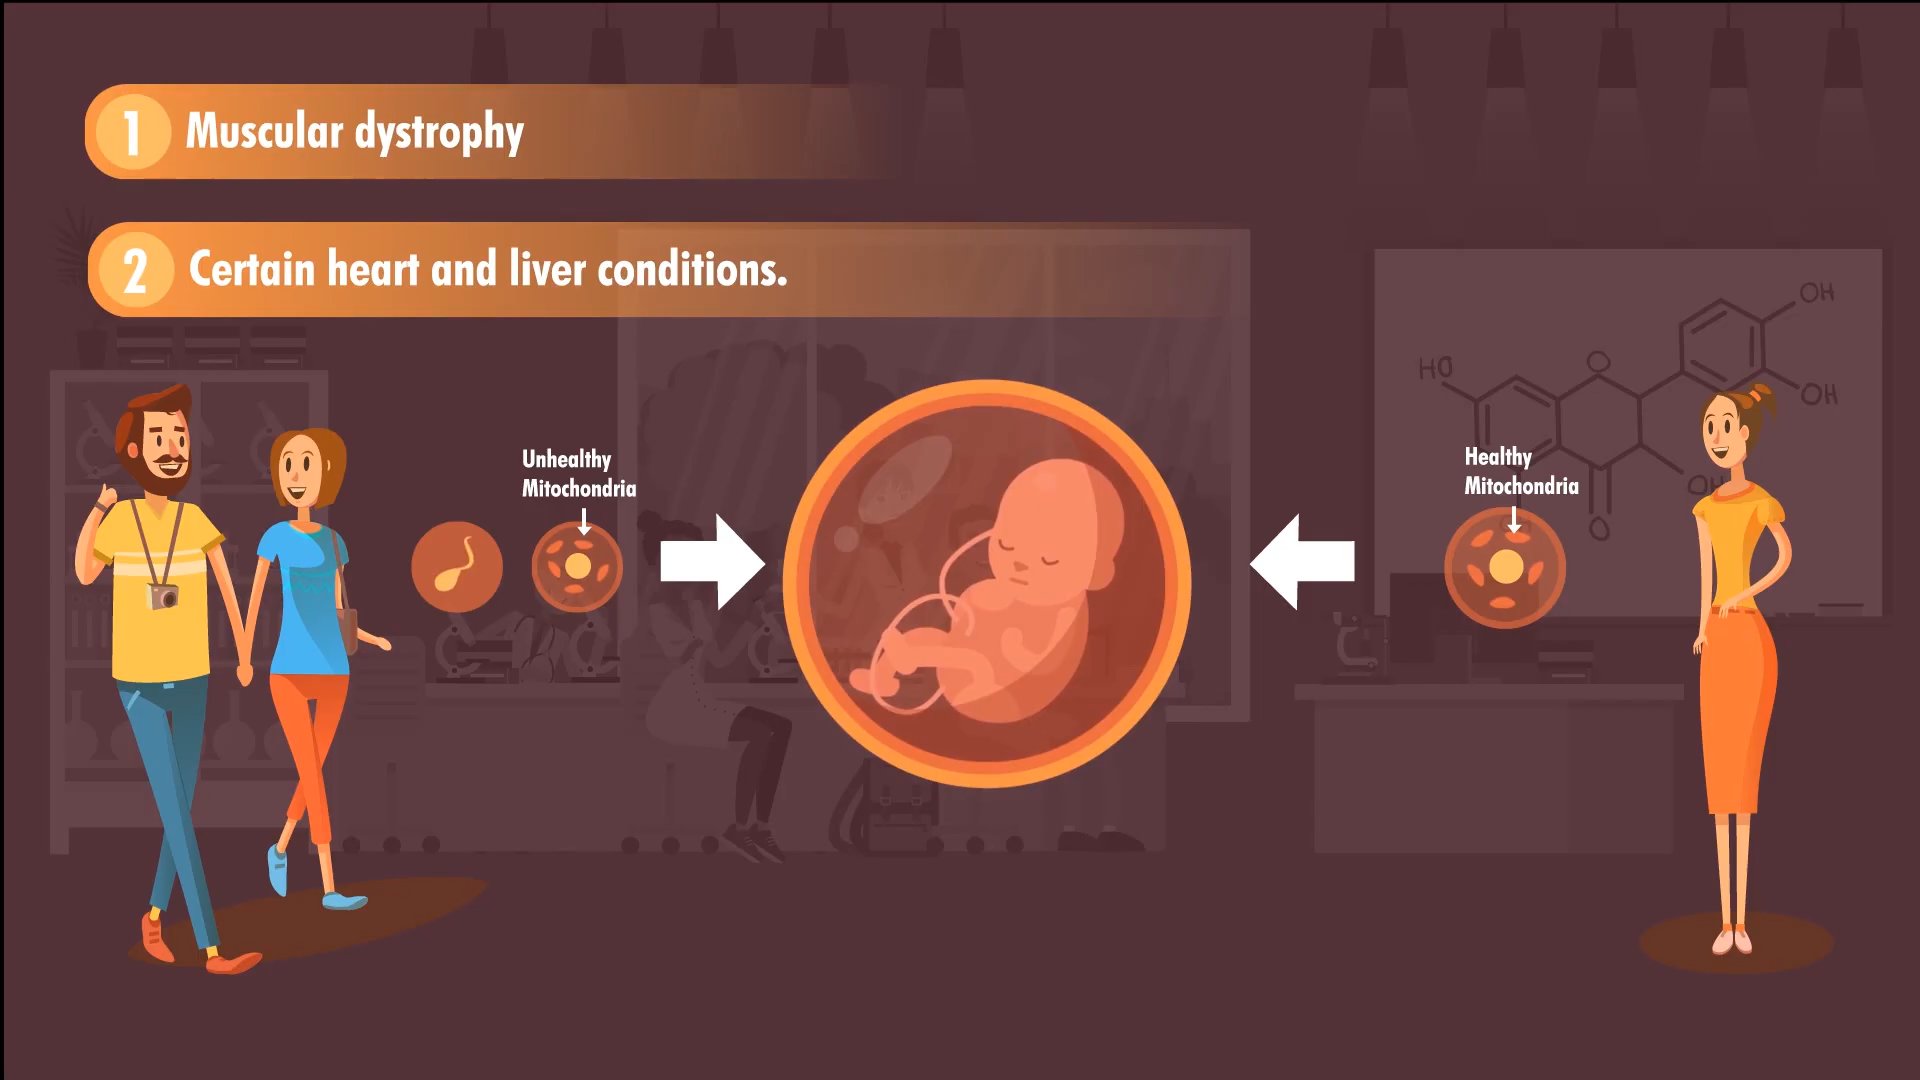 1 Muscular dystrophy
2 Certain heart and liver conditions.
Unhealthy
Mitochondria
Healthy
Mitochondria
OH
HO
O
OH
OH
O